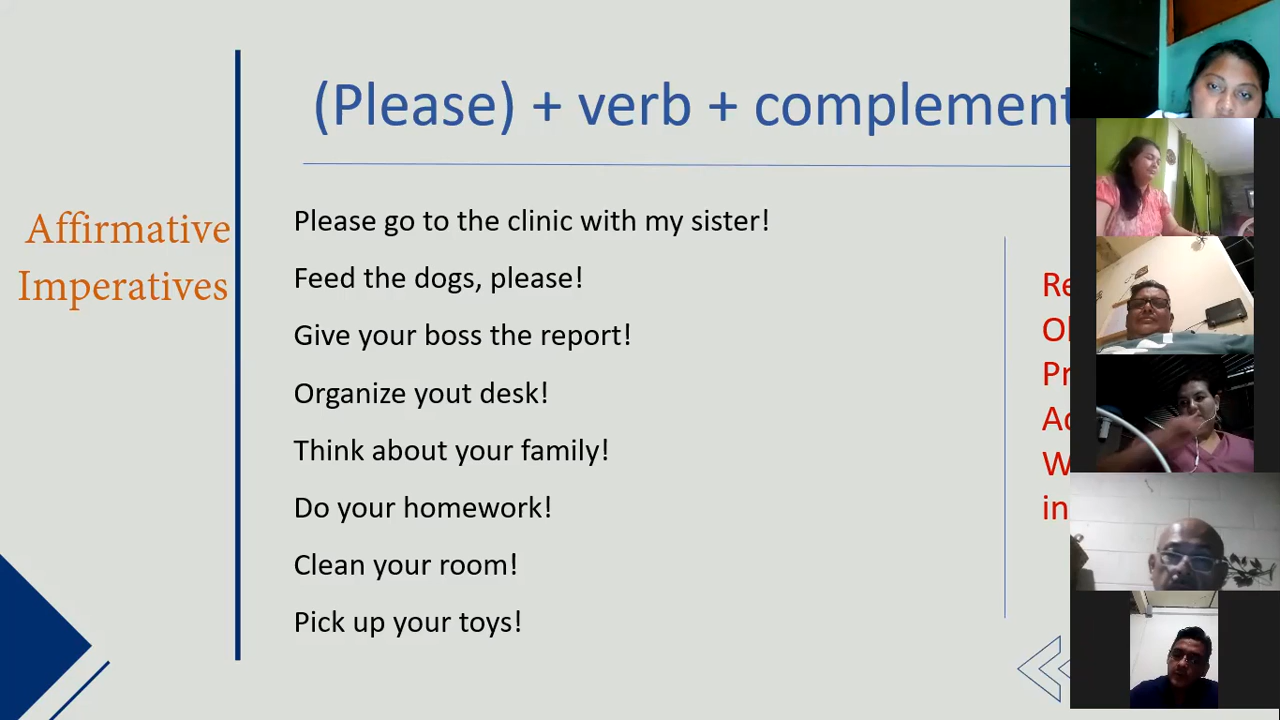 (Please) + verb + complement
Affirmative
Imperatives
Please go to the clinic with my sister!
Feed the dogs, please!
Give your boss the report!
Organize yout desk!
Think about your family!
Do your homework!
Clean your room!
Pick up your toys!